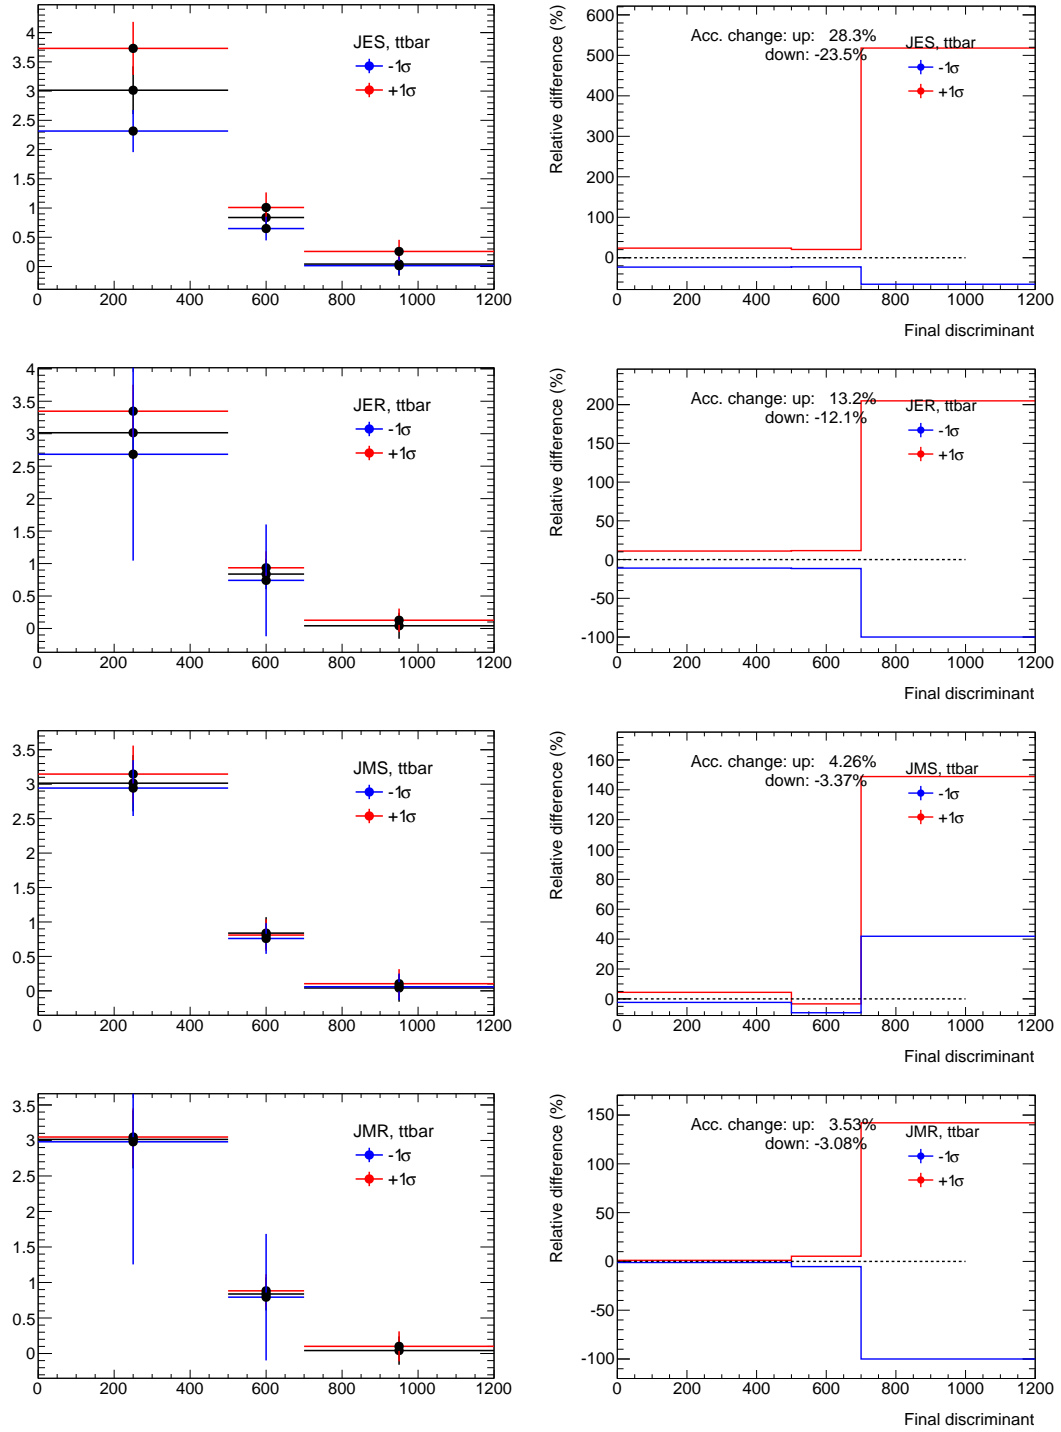 4
3.5
3
2.5
2
1.5
1
0.5
0
0 200 400 600 800 1000 1200
JES, ttbar
-1σ
+1σ
Relative difference (%)
600
500
400
300
200
100
0
0 200 400 600 800 1000 1200
Acc. change: up: 28.3%
down: -23.5%
JES, ttbar
-1σ
+1σ
Final discriminant
4
3.5
3
2.5
2
1.5
1
0.5
0
0 200 400 600 800 1000 1200
JER, ttbar
-1σ
+1σ
Relative difference (%)
200
150
100
50
0
-50
-100
0 200 400 600 800 1000 1200
Acc. change: up: 13.2%
down: -12.1%
JER, ttbar
-1σ
+1σ
Final discriminant
3.5
3
2.5
2
1.5
1
0.5
0
0 200 400 600 800 1000 1200
JMS, ttbar
-1σ
+1σ
Relative difference (%)
160
140
120
100
80
60
40
20
0
0 200 400 600 800 1000 1200
Acc. change: up: 4.26%
down: -3.37%
JMS, ttbar
-1σ
+1σ
Final discriminant
3.5
3
2.5
2
1.5
1
0.5
0
0 200 400 600 800 1000 1200
JMR, ttbar
-1σ
+1σ
Relative difference (%)
150
100
50
0
-50
-100
0 200 400 600 800 1000 1200
Acc. change: up: 3.53%
down: -3.08%
JMR, ttbar
-1σ
+1σ
Final discriminant